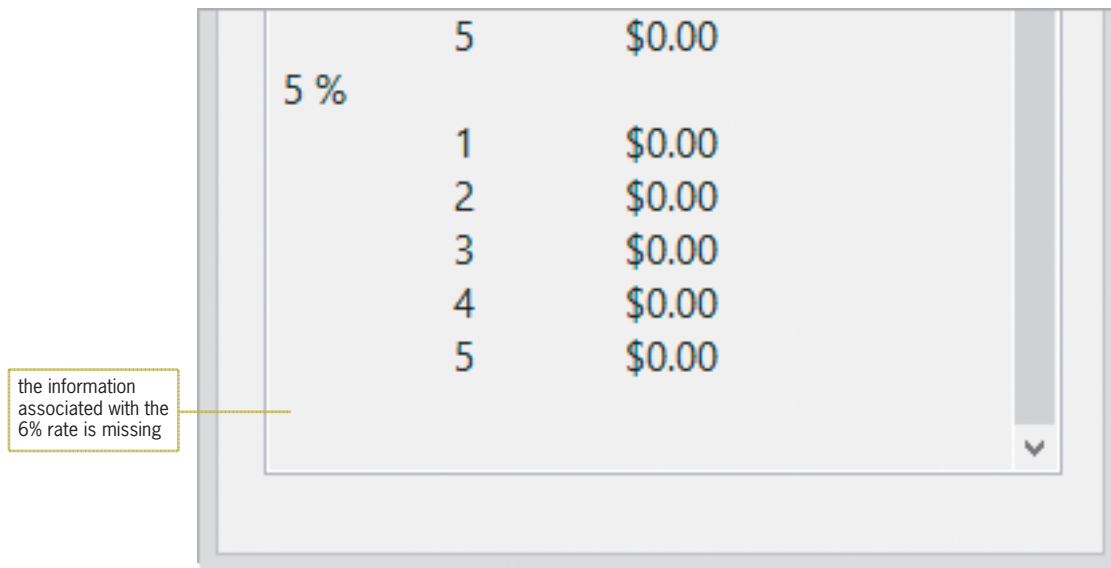 5 $0.00
5 %
1 $0.00
2 $0.00
3 $0.00
4 $0.00
5 $0.00
the information
associated with the
6% rate is missing